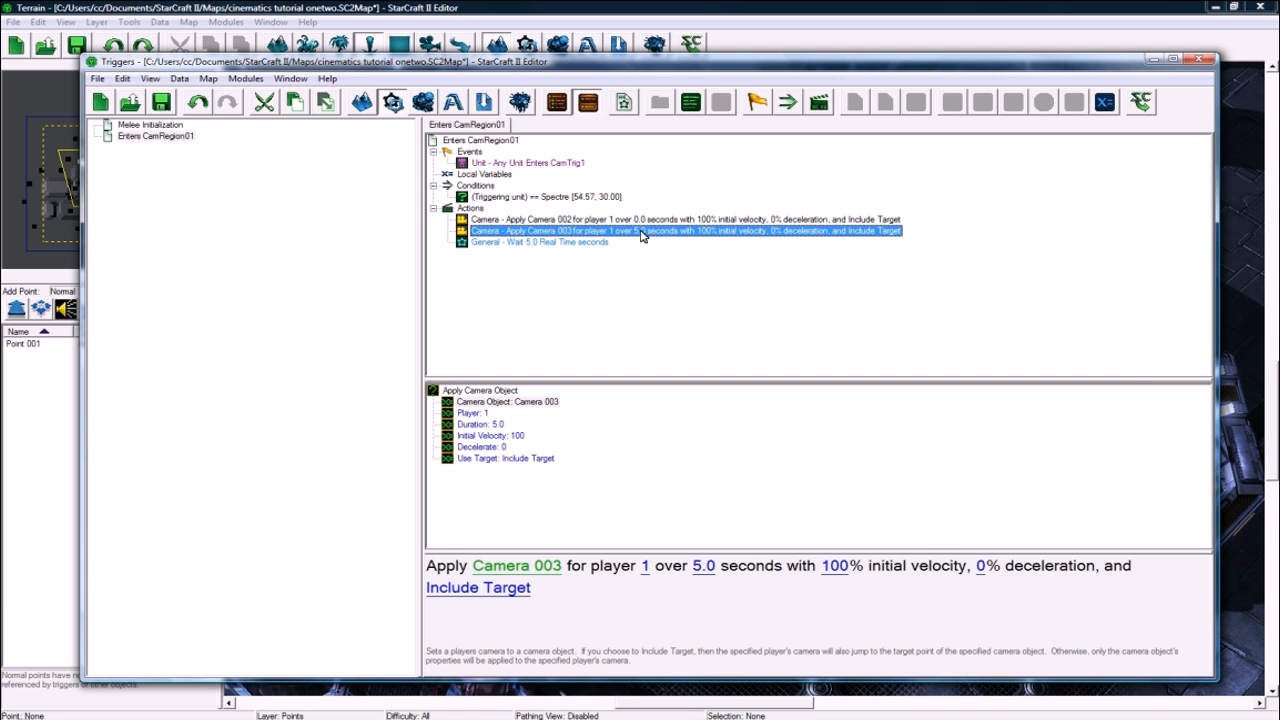 Terrain - [C:/Users/cc/Documents/StarCraft II/Maps/cinematics tutorial onetwo.SC2Map*] - StarCraft II Editor
File Edit View Layer Tools Data Map Modules Window Help
Triggers - [C:/Users/cc/Documents/StarCraft II/Maps/cinematics tutorial onetwo.SC2Map*] - StarCraft II Editor
File Edit View Data Map Modules Window Help
Melee Initialization
Enters CamRegion01
Enters CamRegion01
Enters CamRegion01
Events
Unit - Any Unit Enters CamTrig1
Local Variables
Conditions
(Triggering unit) == Spectre [54.57, 30.00]
Actions
Camera - Apply Camera 002 for player 1 over 0.0 seconds with 100% initial velocity, 0% deceleration, and Include Target
Camera - Apply Camera 003 for player 1 over 5.0 seconds with 100% initial velocity, 0% deceleration, and Include Target
General - Wait 5.0 Real Time seconds
Add Point: Normal
Name
Point 001
Apply Camera Object
Camera Object: Camera 003
Player: 1
Duration: 5.0
Initial Velocity: 100
Decelerate: 0
Use Target: Include Target
Apply Camera 003 for player 1 over 5.0 seconds with 100% initial velocity, 0% deceleration, and
Include Target
Sets a players camera to a camera object. If you choose to Include Target, then the specified player's camera will also jump to the target point of the specified camera object. Otherwise, only the camera object's
properties will be applied to the specified player's camera.
Normal points have
referenced by triggers or other objects.
Point: None Layer: Points Difficulty: All Pathing View: Disabled Selection: None